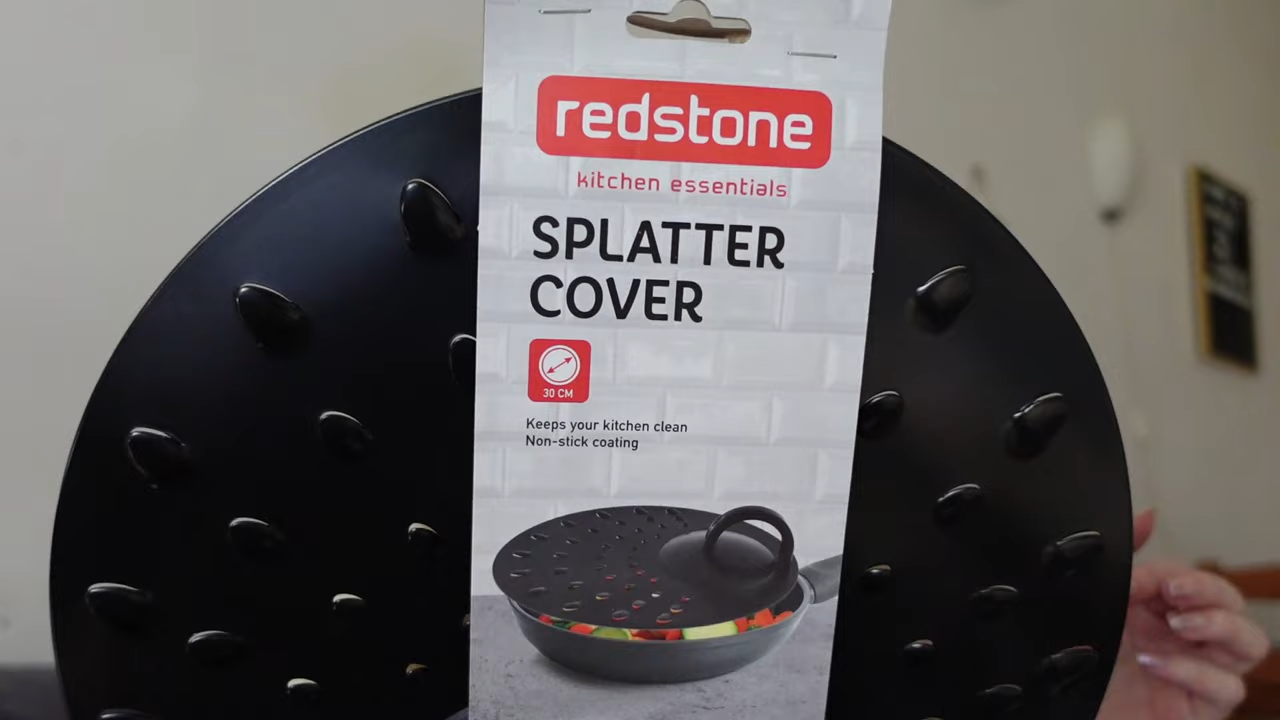 redstone
kitchen essentials
SPLATTER
COVER
30 CM
Keeps your kitchen clean
Non-stick coating